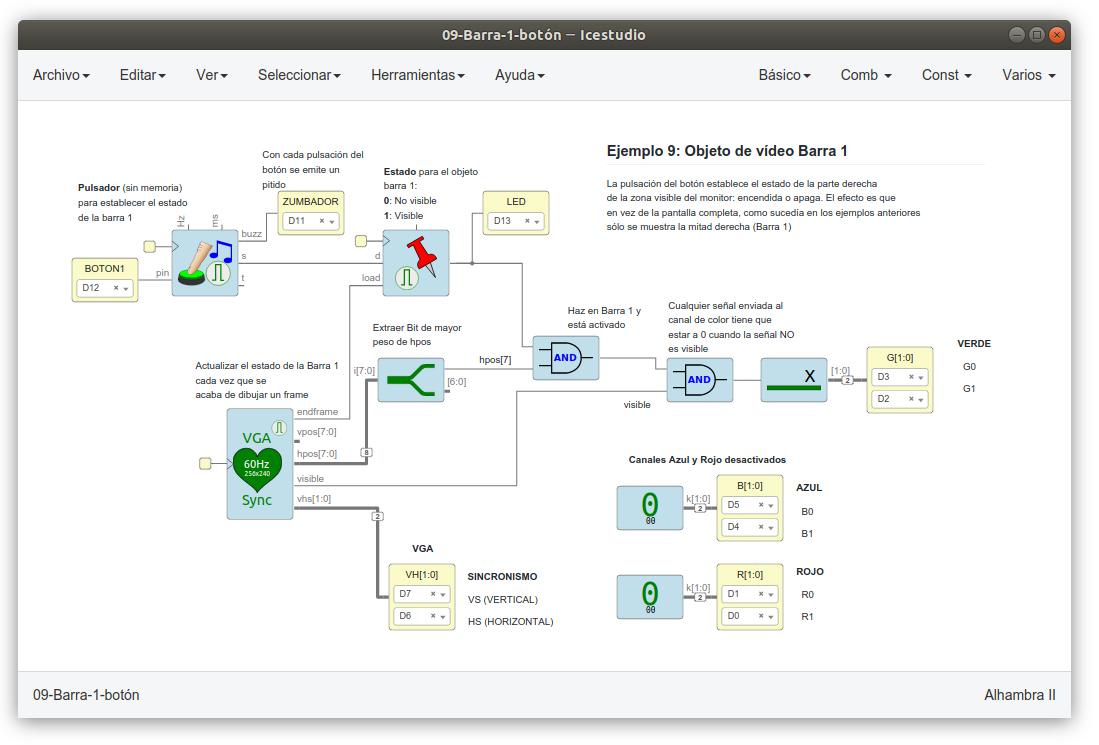 09-Barra-1-botón — Icestudio
Archivo Editar Ver Seleccionar Herramientas Ayuda Básico Comb Const Varios
Ejemplo 9: Objeto de vídeo Barra 1
La pulsación del botón establece el estado de la parte derecha
de la zona visible del monitor: encendida o apaga. El efecto es que
en vez de la pantalla completa, como sucedía en los ejemplos anteriores
sólo se muestra la mitad derecha (Barra 1)
Con cada pulsación del
botón se emite un
pitido
Pulsador (sin memoria)
para establecer el estado
de la barra 1
Estado para el objeto
barra 1:
0: No visible
1: Visible
ZUMBADOR
D11
LED
D13
Hz
ms
buzz
s
t
d
load
BOTON1
D12
pin
Haz en Barra 1 y
está activado
Cualquier señal enviada al
canal de color tiene que
estar a 0 cuando la señal NO
es visible
Extraer Bit de mayor
peso de hpos
i[7:0]
hpos[7]
[6:0]
AND
AND
X
[1:0]
2
G[1:0]
D3
D2
VERDE
G0
G1
Actualizar el estado de la Barra 1
cada vez que se
acaba de dibujar un frame
visible
VGA
60Hz
256x240
Sync
endframe
vpos[7:0]
hpos[7:0]
visible
vhs[1:0]
8
2
Canales Azul y Rojo desactivados
0
00
k[1:0]
2
B[1:0]
D5
D4
AZUL
B0
B1
VGA
VH[1:0]
D7
D6
SINCRONISMO
VS (VERTICAL)
HS (HORIZONTAL)
0
00
k[1:0]
2
R[1:0]
D1
D0
ROJO
R0
R1
09-Barra-1-botón
Alhambra II